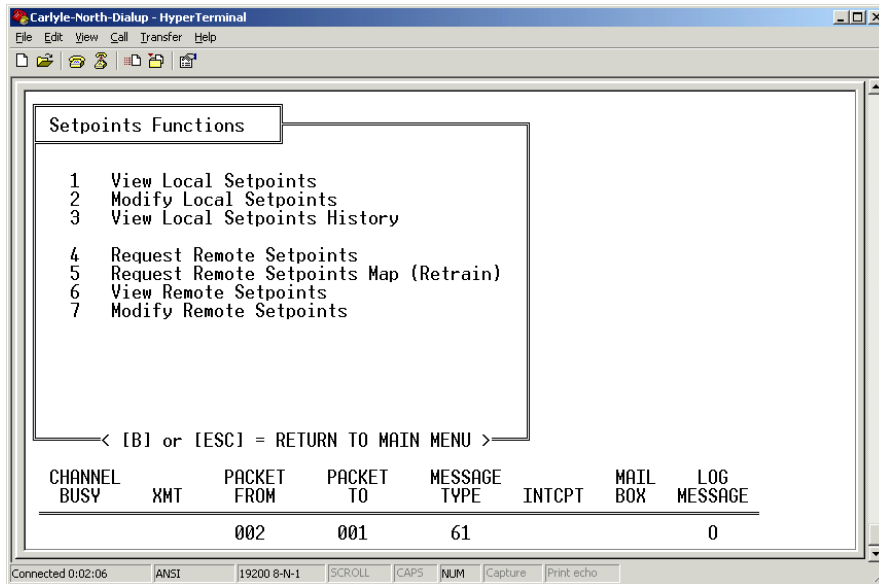 Carlyle-North-Dialup - HyperTerminal
File Edit View Call Transfer Help
Setpoints Functions
1 View Local Setpoints
2 Modify Local Setpoints
3 View Local Setpoints History
4 Request Remote Setpoints
5 Request Remote Setpoints Map (Retrain)
6 View Remote Setpoints
7 Modify Remote Setpoints
< [B] or [ESC] = RETURN TO MAIN MENU >
CHANNEL PACKET PACKET MESSAGE MAIL LOG
BUSY XMT FROM TO TYPE INTCPT BOX MESSAGE
002 001 61 0
Connected 0:02:06 ANSI 19200 8-N-1 SCROLL CAPS NUM Capture Print echo